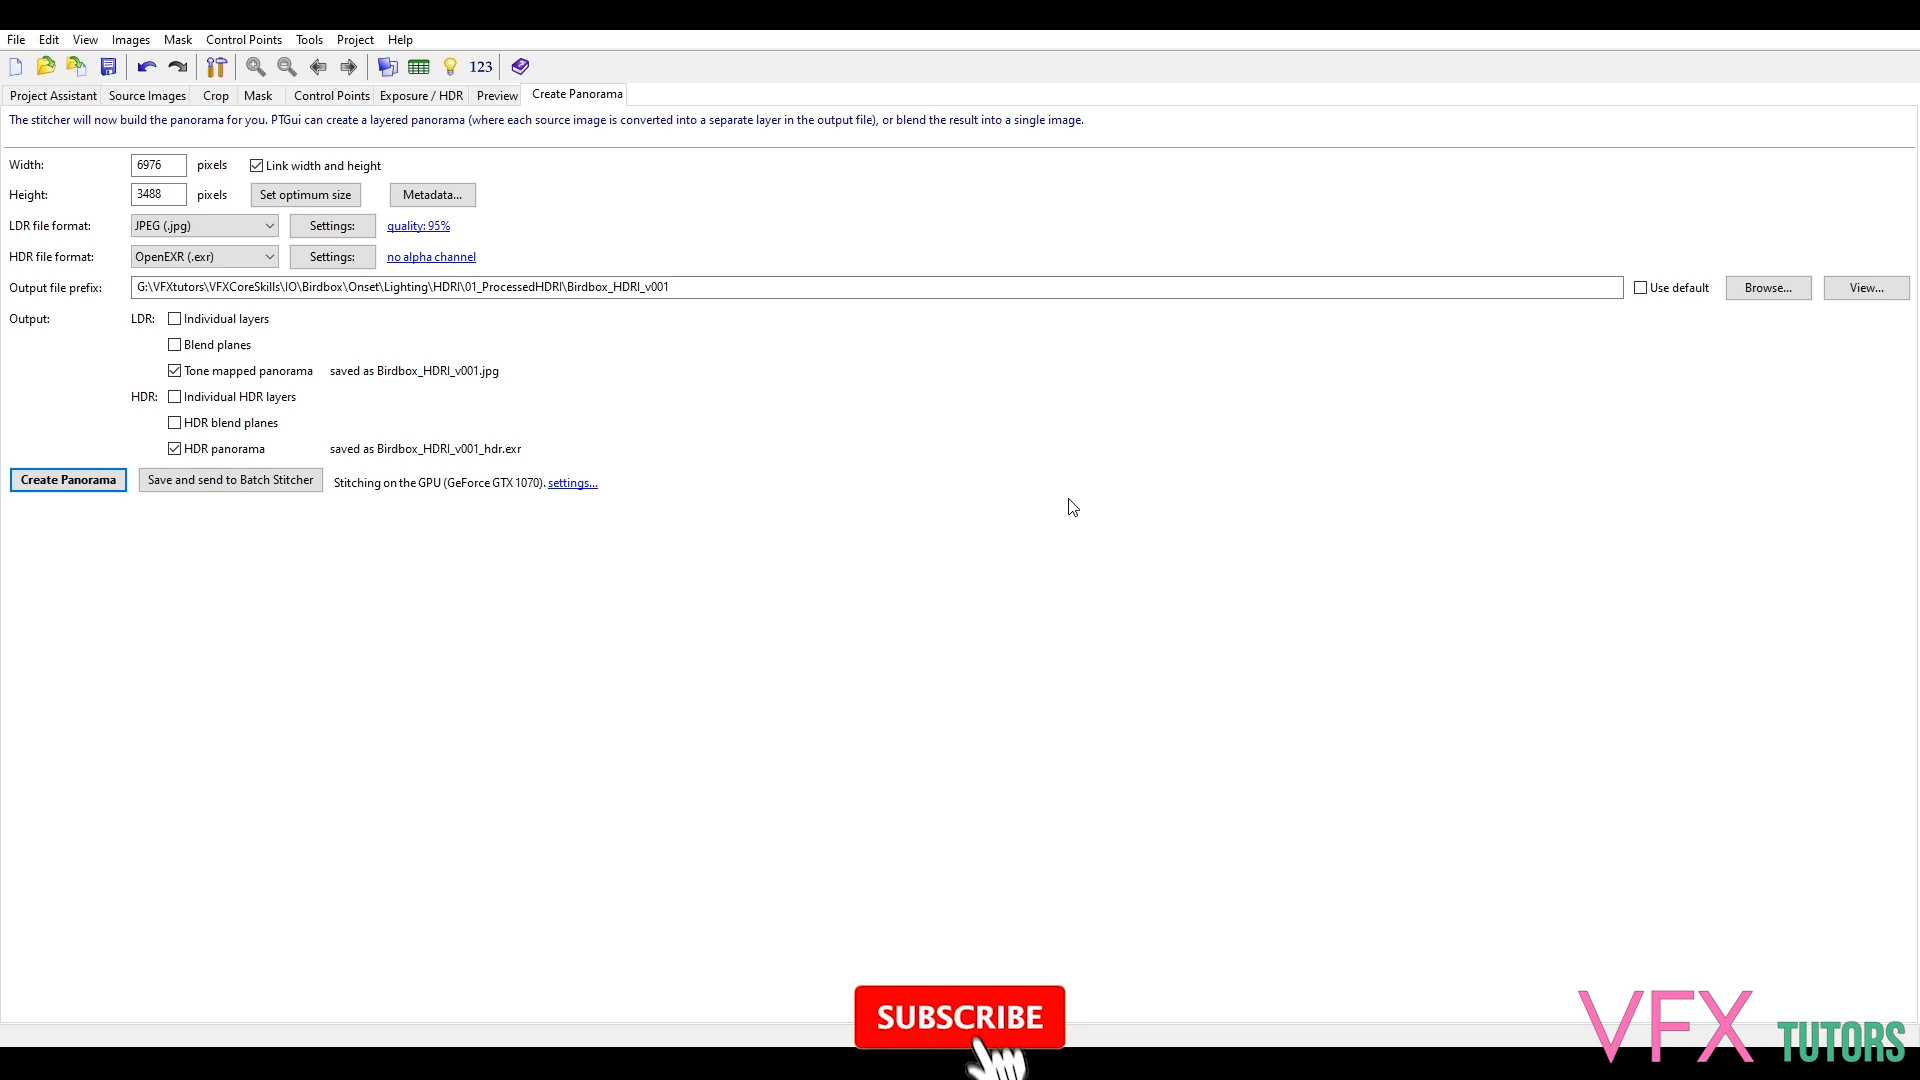 File Edit View Images Mask Control Points Tools Project Help
123
Project Assistant Source Images Crop Mask Control Points Exposure / HDR Preview Create Panorama
The stitcher will now build the panorama for you. PTGui can create a layered panorama (where each source image is converted into a separate layer in the output file), or blend the result into a single image.
Width: 6976 pixels Link width and height
Height: 3488 pixels Set optimum size Metadata...
LDR file format: JPEG (.jpg) Settings: quality: 95%
HDR file format: OpenEXR (.exr) Settings: no alpha channel
Output file prefix: G:\VFXtutors\VFXCoreSkills\IO\Birdbox\Onset\Lighting\HDRI\01_ProcessedHDRI\Birdbox_HDRI_v001 Use default Browse... View...
Output: LDR: Individual layers
Blend planes
Tone mapped panorama saved as Birdbox_HDRI_v001.jpg
HDR: Individual HDR layers
HDR blend planes
HDR panorama saved as Birdbox_HDRI_v001_hdr.exr
Create Panorama Save and send to Batch Stitcher Stitching on the GPU (GeForce GTX 1070). settings...
SUBSCRIBE
VFX TUTORS